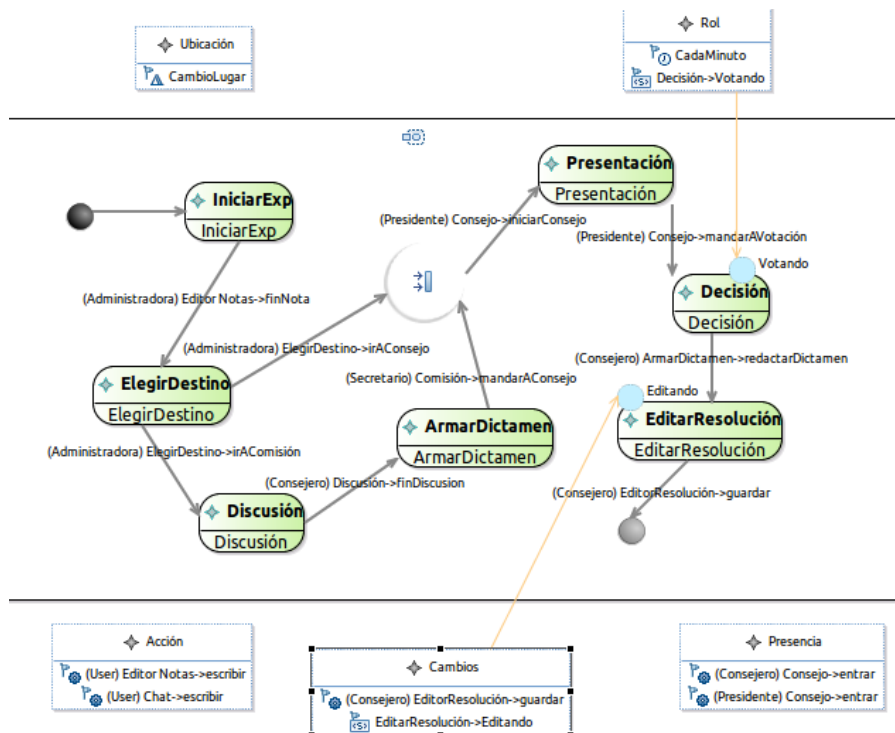 Ubicación
CambioLugar
Rol
CadaMinuto
Decisión->Votando
IniciarExp
IniciarExp
Presentación
Presentación
(Presidente) Consejo->iniciarConsejo
(Presidente) Consejo->mandarAVotación
Votando
Decisión
Decisión
(Administradora) Editor Notas->finNota
(Administradora) ElegirDestino->irAConsejo
(Consejero) ArmarDictamen->redactarDictamen
(Secretario) Comisión->mandarAConsejo
ElegirDestino
ElegirDestino
Editando
EditarResolución
EditarResolución
ArmarDictamen
ArmarDictamen
(Administradora) ElegirDestino->irAComisión
(Consejero) Discusión->finDiscusion
(Consejero) EditorResolución->guardar
Discusión
Discusión
Acción
(User) Editor Notas->escribir
(User) Chat->escribir
Cambios
(Consejero) EditorResolución->guardar
EditarResolución->Editando
Presencia
(Consejero) Consejo->entrar
(Presidente) Consejo->entrar